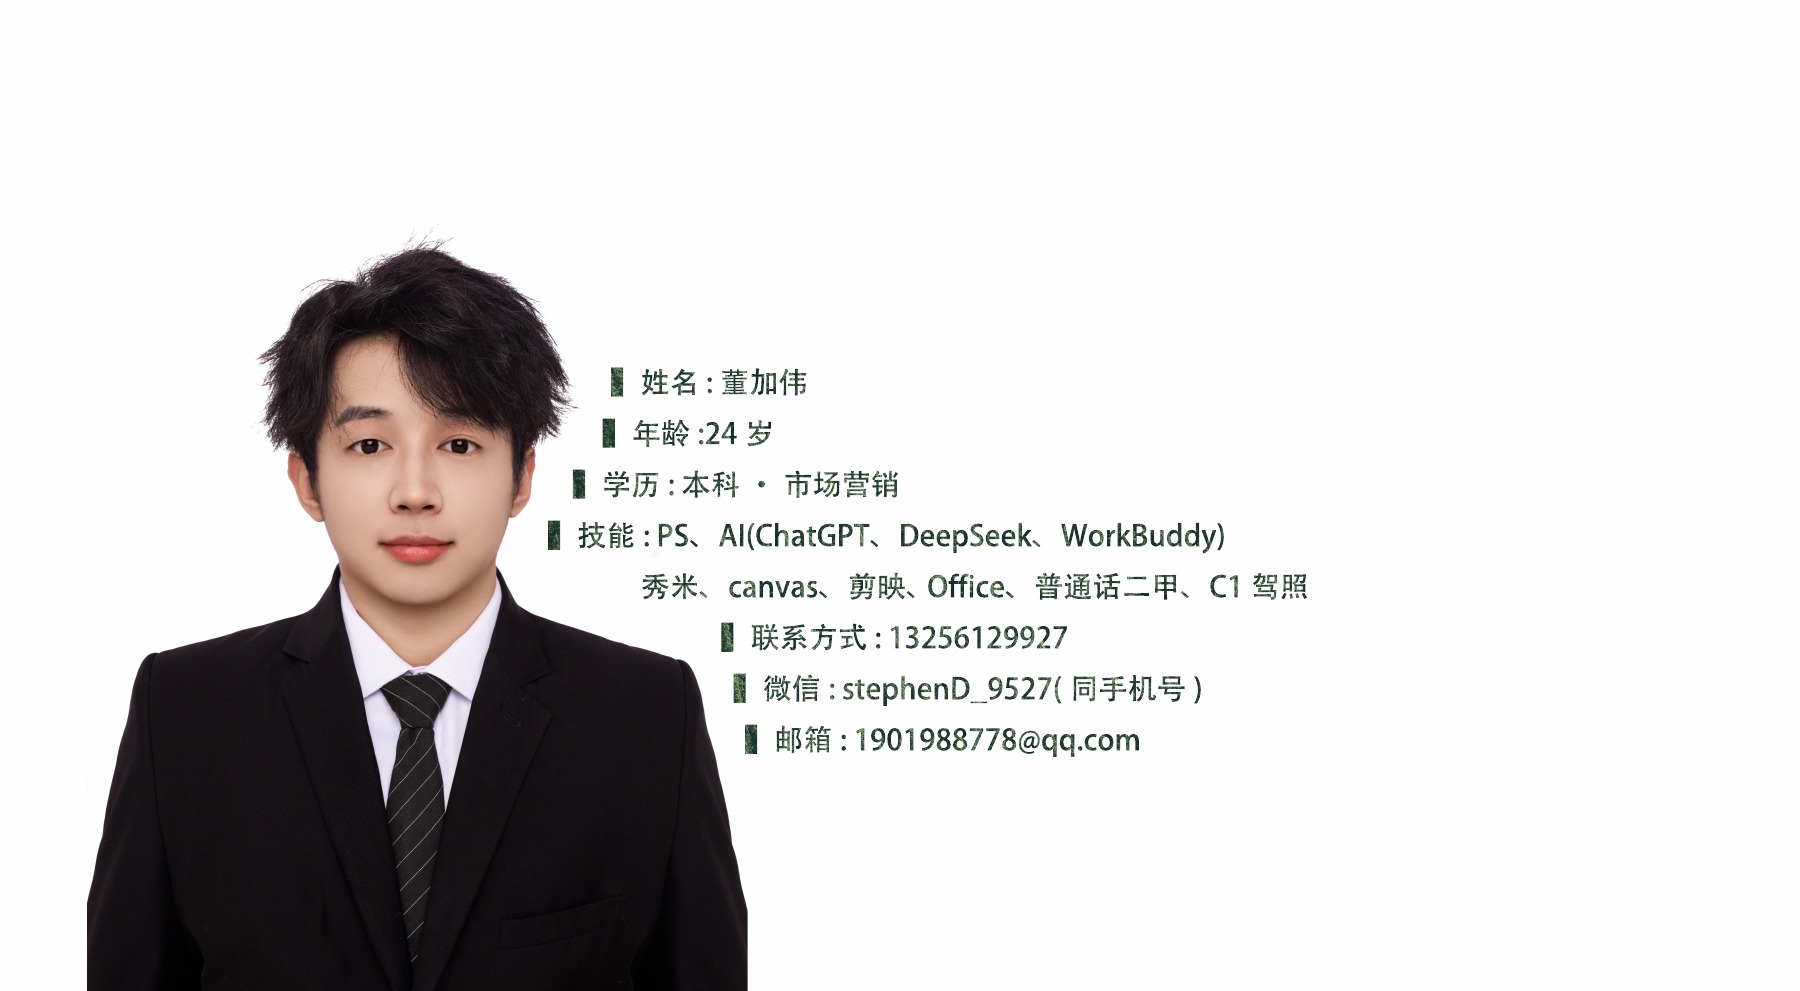 姓名 : 董加伟
年龄 :24 岁
学历 : 本科 · 市场营销
技能 : PS、AI(ChatGPT、DeepSeek、WorkBuddy)
秀米、canvas、剪映、Office、普通话二甲、C1 驾照
联系方式 : 13256129927
微信 : stephenD_9527( 同手机号 )
邮箱 : 1901988778@qq.com